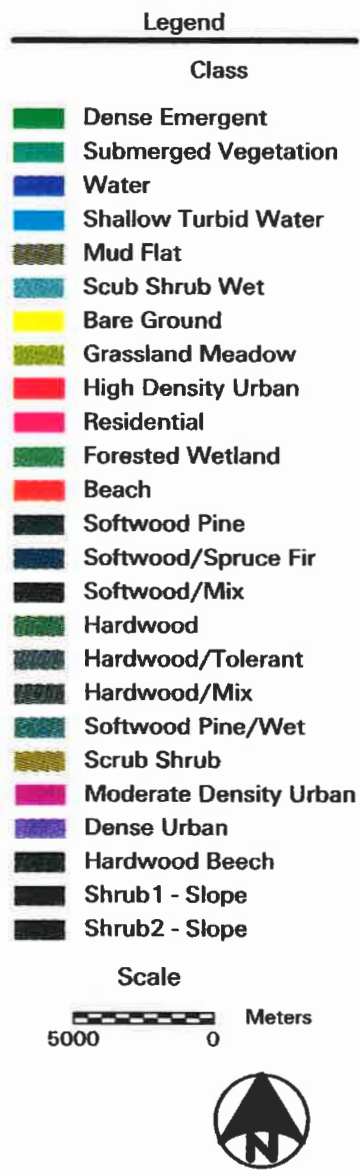 Legend
Class
Dense Emergent
Submerged Vegetation
Water
Shallow Turbid Water
Mud Flat
Scub Shrub Wet
Bare Ground
Grassland Meadow
High Density Urban
Residential
Forested Wetland
Beach
Softwood Pine
Softwood/Spruce Fir
Softwood/Mix
Hardwood
Hardwood/Tolerant
Hardwood/Mix
Softwood Pine/Wet
Scrub Shrub
Moderate Density Urban
Dense Urban
Hardwood Beech
Shrub1 - Slope
Shrub2 - Slope
Scale
Meters
5000 0
N